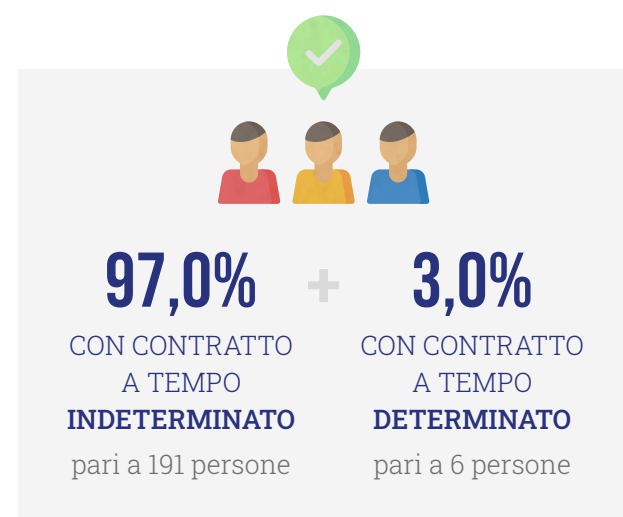 97,0% + 3,0%
CON CONTRATTO
A TEMPO
INDETERMINATO
pari a 191 persone
CON CONTRATTO
A TEMPO
DETERMINATO
pari a 6 persone